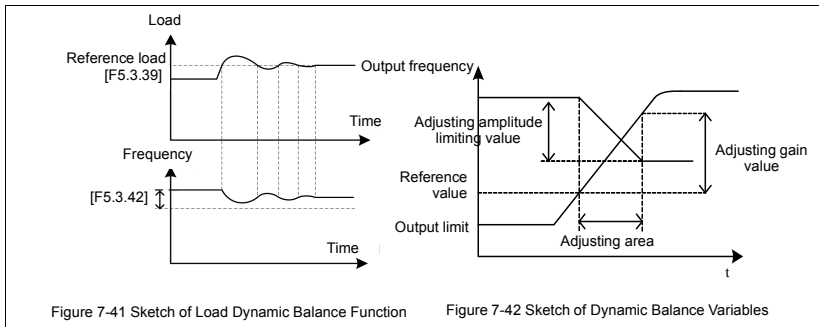 Load
Reference load
[F5.3.39]
Time
Frequency
[F5.3.42]
Time
Figure 7-41 Sketch of Load Dynamic Balance Function
Output frequency
Adjusting amplitude
limiting value
Adjusting gain
value
Reference
value
Output limit
Adjusting area
t
Figure 7-42 Sketch of Dynamic Balance Variables